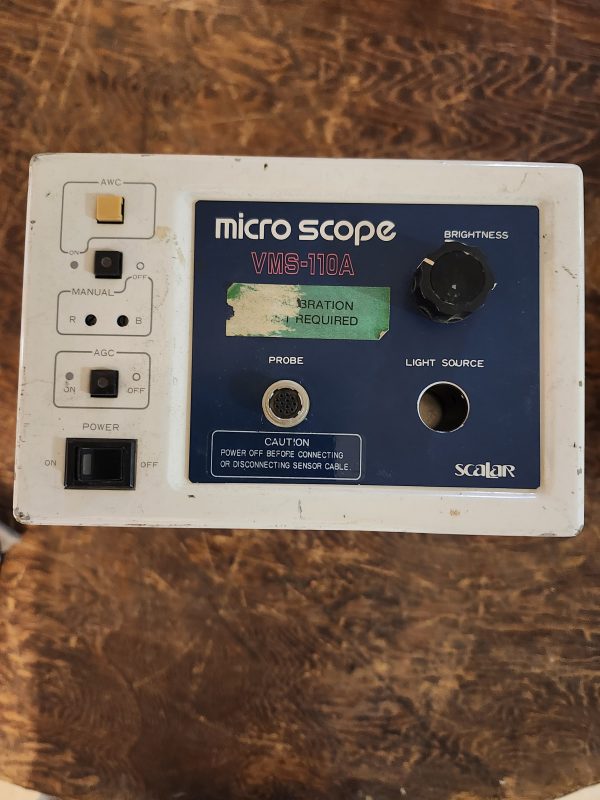 AWC
ON
OFF
MANUAL
R
B
AGC
ON
OFF
POWER
ON
OFF
micro scope
VMS-110A
BRATION
REQUIRED
BRIGHTNESS
PROBE
LIGHT SOURCE
CAUTION
POWER OFF BEFORE CONNECTING
OR DISCONNECTING SENSOR CABLE.
SCALAR